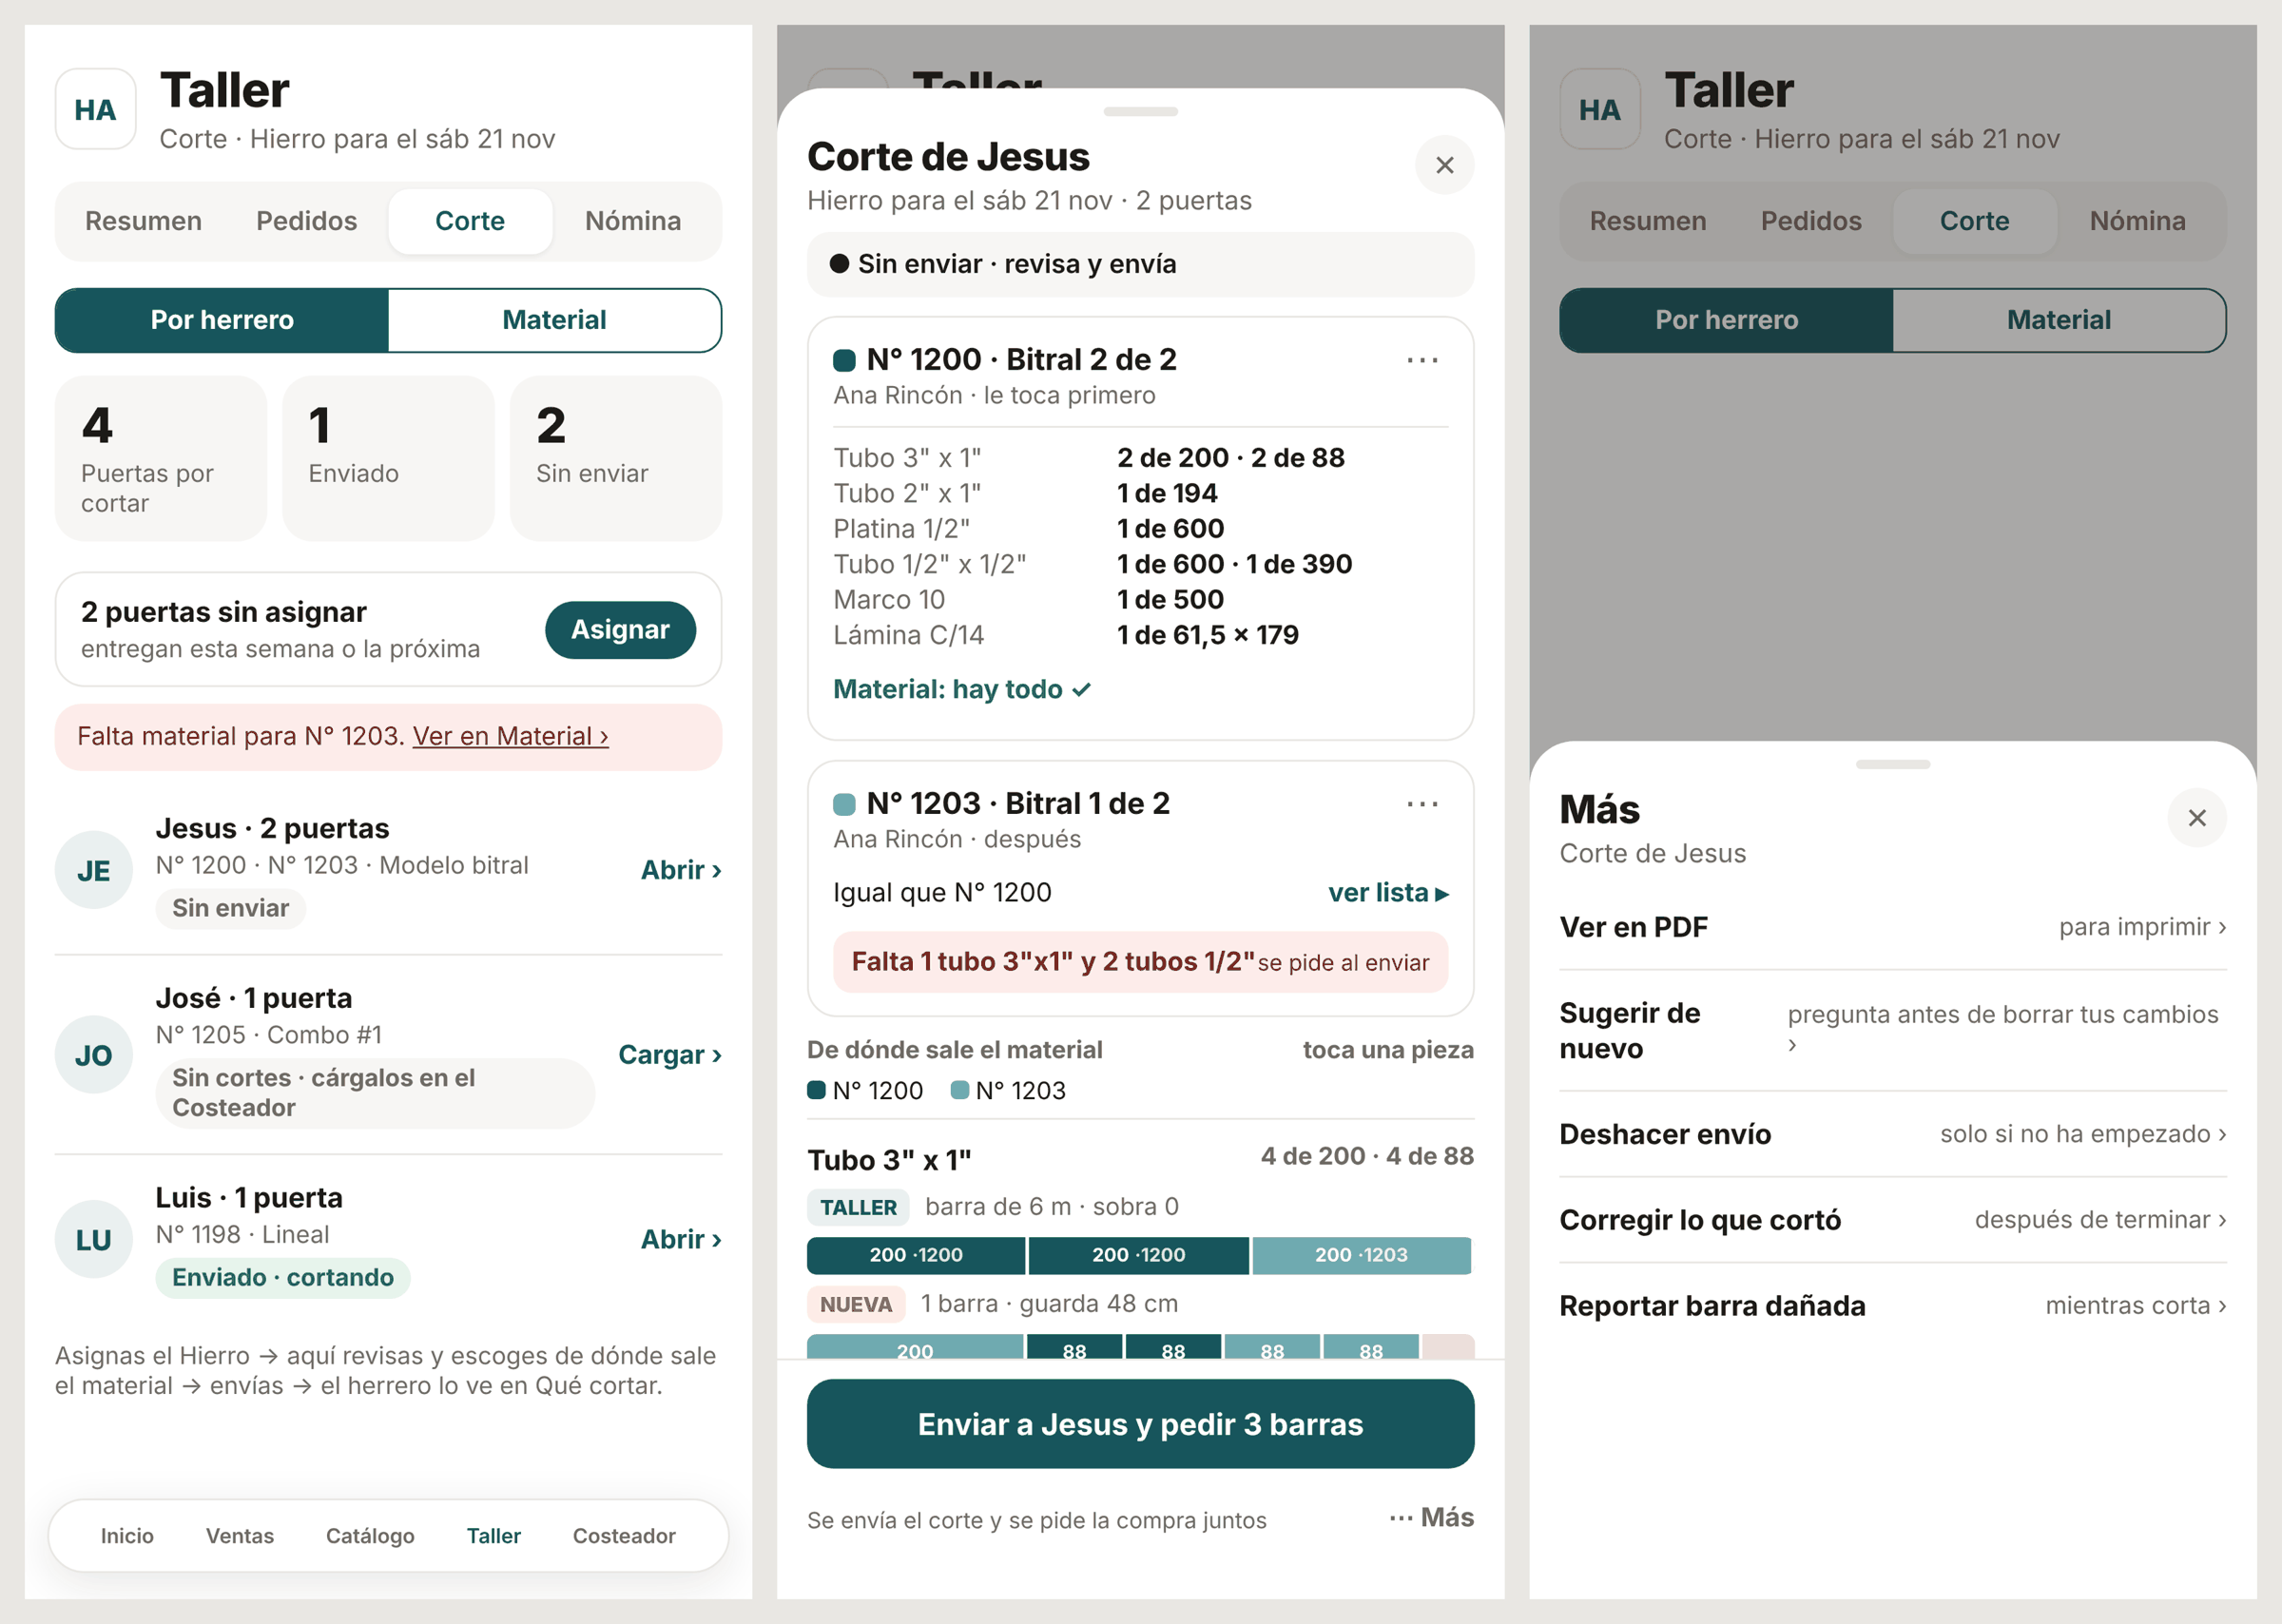 HA
Taller
Corte · Hierro para el sáb 21 nov
Resumen Pedidos Corte Nómina
Por herrero Material
4
Puertas por
cortar
1
Enviado
2
Sin enviar
2 puertas sin asignar
entregan esta semana o la próxima
Asignar
Falta material para N° 1203. Ver en Material ›
JE
Jesus · 2 puertas
N° 1200 · N° 1203 · Modelo bitral
Sin enviar
Abrir ›
JO
José · 1 puerta
N° 1205 · Combo #1
Sin cortes · cárgalos en el
Costeador
Cargar ›
LU
Luis · 1 puerta
N° 1198 · Lineal
Enviado · cortando
Abrir ›
Asignas el Hierro → aquí revisas y escoges de dónde sale
el material → envías → el herrero lo ve en Qué cortar.
Inicio Ventas Catálogo Taller Costeador
Taller
Corte de Jesus
×
Hierro para el sáb 21 nov · 2 puertas
● Sin enviar · revisa y envía
N° 1200 · Bitral 2 de 2 ⋯
Ana Rincón · le toca primero
Tubo 3" x 1" 2 de 200 · 2 de 88
Tubo 2" x 1" 1 de 194
Platina 1/2" 1 de 600
Tubo 1/2" x 1/2" 1 de 600 · 1 de 390
Marco 10 1 de 500
Lámina C/14 1 de 61,5 × 179
Material: hay todo ✓
N° 1203 · Bitral 1 de 2 ⋯
Ana Rincón · después
Igual que N° 1200 ver lista ▸
Falta 1 tubo 3"x1" y 2 tubos 1/2" se pide al enviar
De dónde sale el material toca una pieza
N° 1200 N° 1203
Tubo 3" x 1" 4 de 200 · 4 de 88
TALLER barra de 6 m · sobra 0
200 ·1200 200 ·1200 200 ·1203
NUEVA 1 barra · guarda 48 cm
200 88 88 88 88
Enviar a Jesus y pedir 3 barras
Se envía el corte y se pide la compra juntos ⋯ Más
HA
Taller
Corte · Hierro para el sáb 21 nov
Resumen Pedidos Corte Nómina
Por herrero Material
Más
×
Corte de Jesus
Ver en PDF para imprimir ›
Sugerir de
nuevo
pregunta antes de borrar tus cambios
›
Deshacer envío solo si no ha empezado ›
Corregir lo que cortó después de terminar ›
Reportar barra dañada mientras corta ›